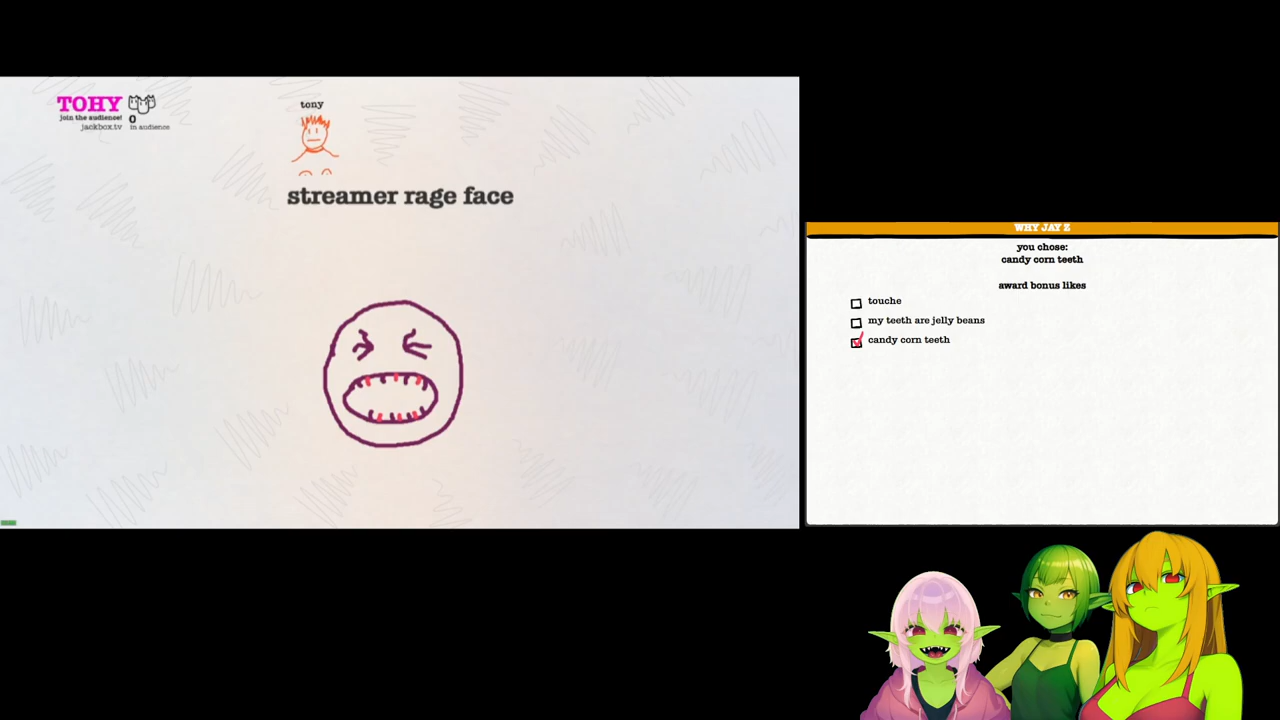 TOHY
join the audience!
jackbox.tv
0
in audience
tony
streamer rage face
WHY JAY Z
you chose:
candy corn teeth
award bonus likes
touche
my teeth are jelly beans
candy corn teeth